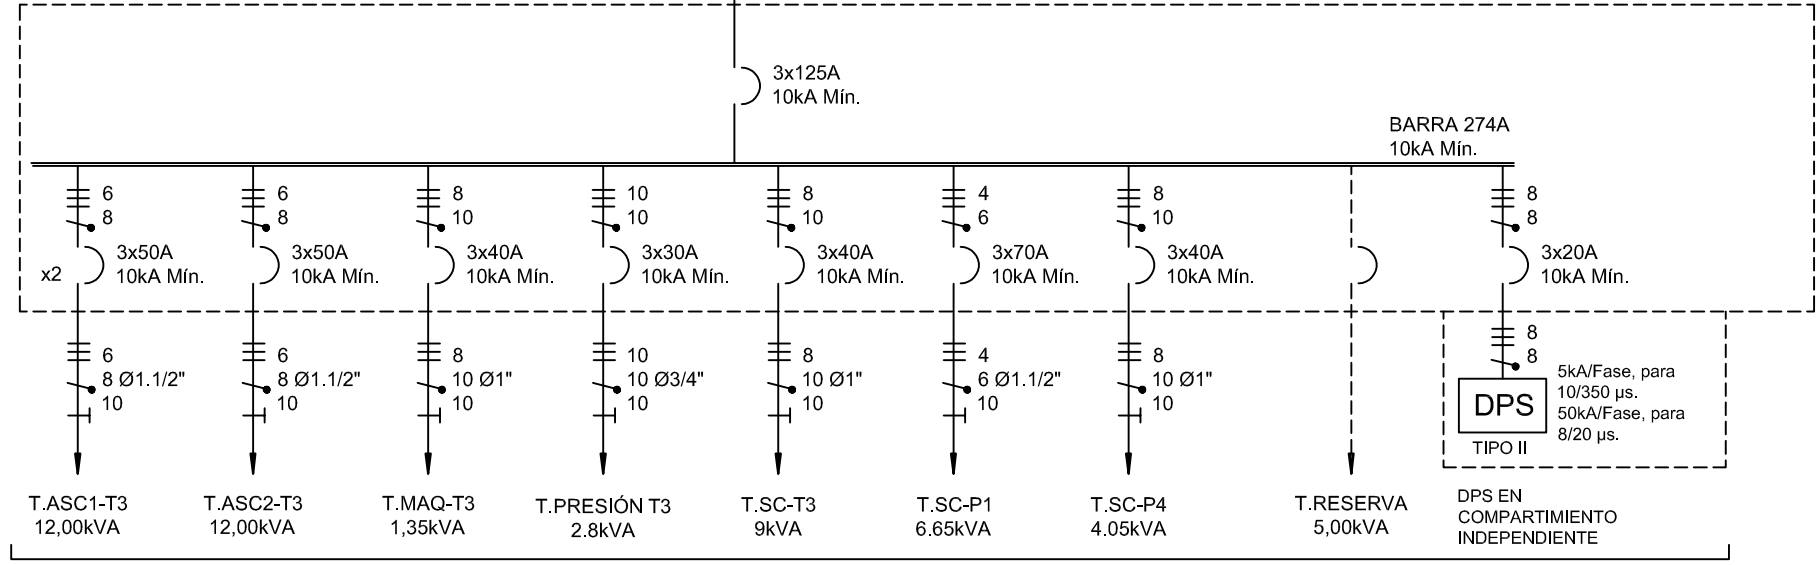 3x125A
10kA Mín.
BARRA 274A
10kA Mín.
6
8
x2
3x50A
10kA Mín.
6
8
10
T.ASC1-T3
12,00kVA
6
8
3x50A
10kA Mín.
6
8 Ø1.1/2"
10
T.ASC2-T3
12,00kVA
8
10
3x40A
10kA Mín.
8
10 Ø1"
10
T.MAQ-T3
1,35kVA
10
10
3x30A
10kA Mín.
10
10 Ø3/4"
10
T.PRESIÓN T3
2.8kVA
8
10
3x40A
10kA Mín.
8
10 Ø1"
10
T.SC-T3
9kVA
4
6
3x70A
10kA Mín.
4
6 Ø1.1/2"
10
T.SC-P1
6.65kVA
8
10
3x40A
10kA Mín.
8
10 Ø1"
10
T.SC-P4
4.05kVA
T.RESERVA
5,00kVA
8
8
3x20A
10kA Mín.
8
8
DPS
TIPO II
5kA/Fase, para
10/350 µs.
50kA/Fase, para
8/20 µs.
DPS EN
COMPARTIMIENTO
INDEPENDIENTE